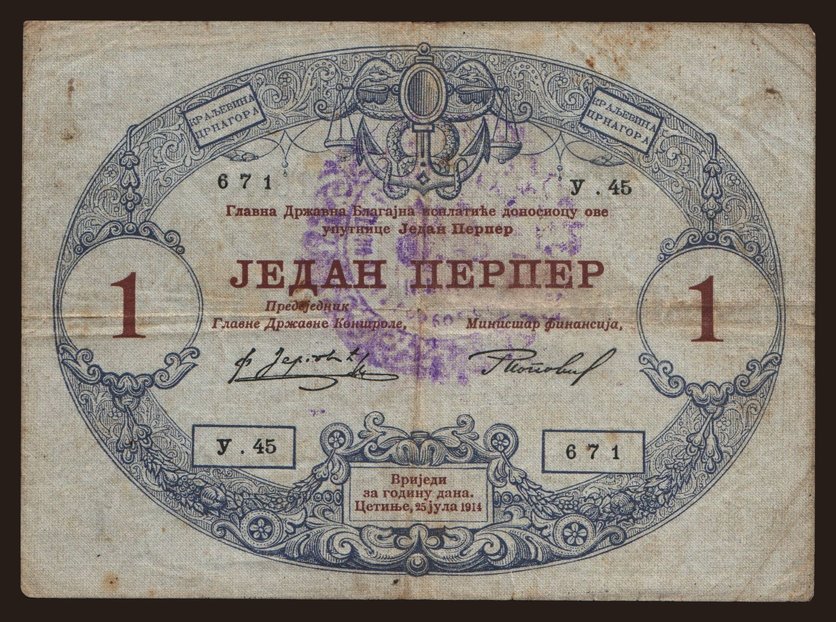 КРАЉЕВИНА
ЦРНАГОРА
КРАЉЕВИНА
ЦРНАГОРА
671
У.45
Главна Државна Благајна исплатиће доносиоцу ове
упутнице Један Перпер
ЈЕДАН ПЕРПЕР
1
1
Предсједник
Главне Државне Контроле,
Министар финансија,
У.45
671
Вриједи
за годину дана.
Цетиње, 25 јула 1914